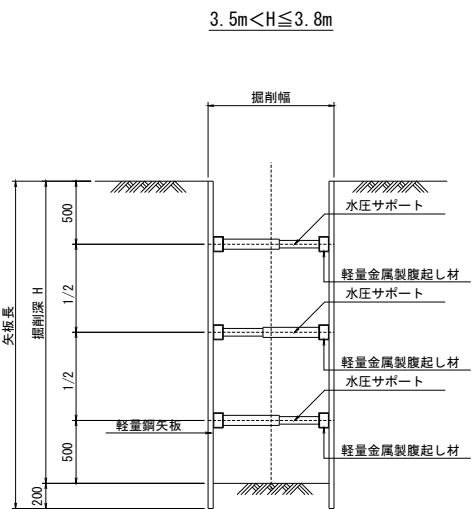 3.5m＜H≦3.8m
掘削幅
水圧サポート
500
軽量金属製腹起し材
水圧サポート
1/2
矢板長
掘削深 H
軽量金属製腹起し材
水圧サポート
1/2
軽量鋼矢板
軽量金属製腹起し材
500
200